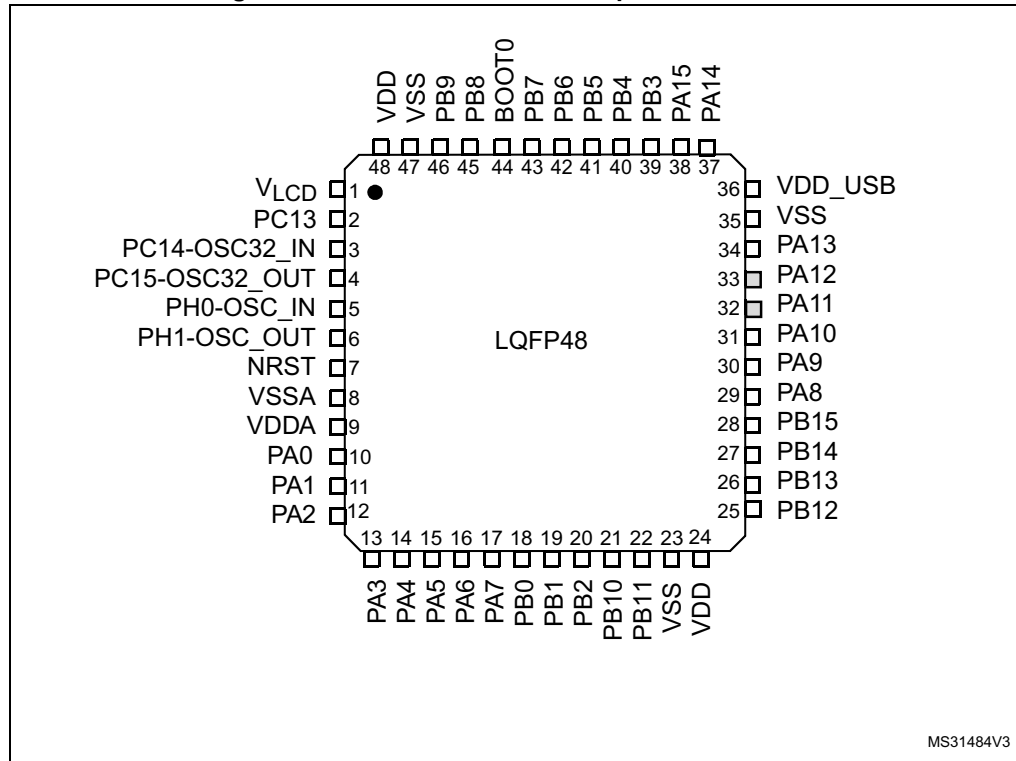 VDD
VSS
PB9
PB8
BOOT0
PB7
PB6
PB5
PB4
PB3
PA15
PA14
48 47 46 45 44 43 42 41 40 39 38 37
VLCD 1 36 VDD_USB
PC13 2 35 VSS
PC14-OSC32_IN 3 34 PA13
PC15-OSC32_OUT 4 33 PA12
PH0-OSC_IN 5 32 PA11
PH1-OSC_OUT 6 LQFP48 31 PA10
NRST 7 30 PA9
VSSA 8 29 PA8
VDDA 9 28 PB15
PA0 10 27 PB14
PA1 11 26 PB13
PA2 12 25 PB12
13 14 15 16 17 18 19 20 21 22 23 24
PA3
PA4
PA5
PA6
PA7
PB0
PB1
PB2
PB10
PB11
VSS
VDD
MS31484V3